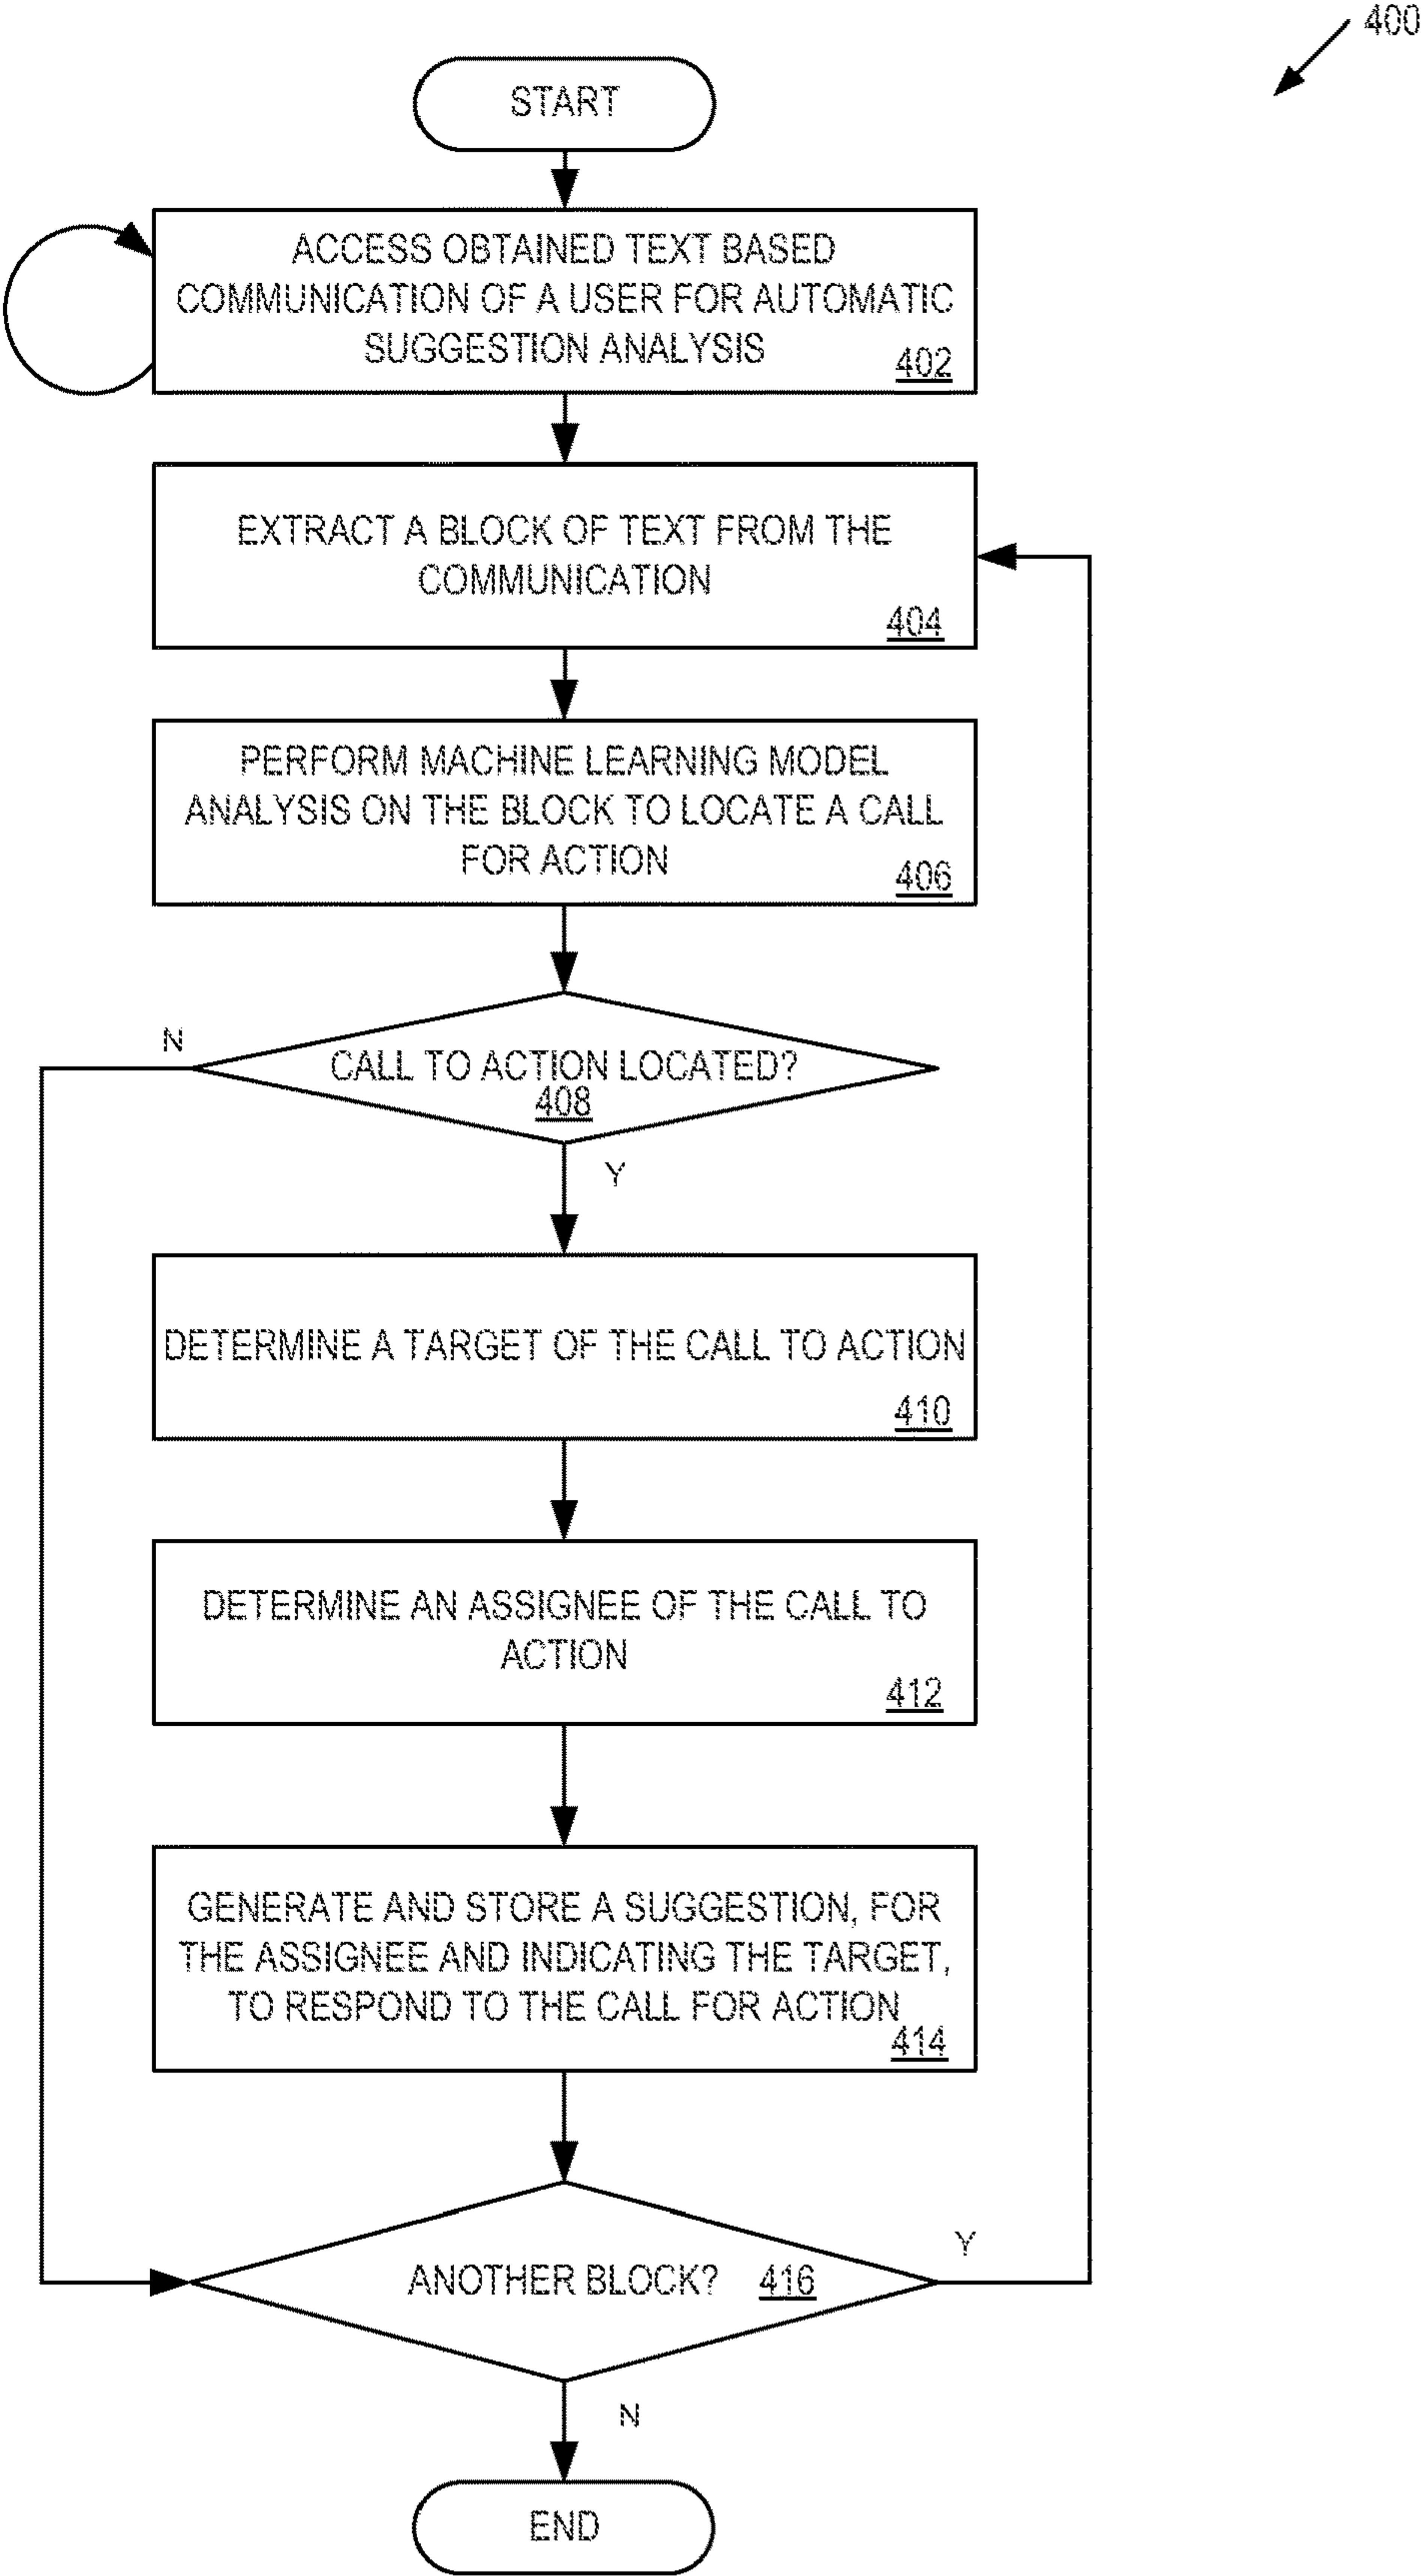 400
START
ACCESS OBTAINED TEXT BASED
COMMUNICATION OF A USER FOR AUTOMATIC
SUGGESTION ANALYSIS
402
EXTRACT A BLOCK OF TEXT FROM THE
COMMUNICATION
404
PERFORM MACHINE LEARNING MODEL
ANALYSIS ON THE BLOCK TO LOCATE A CALL
FOR ACTION
406
N
CALL TO ACTION LOCATED?
408
Y
DETERMINE A TARGET OF THE CALL TO ACTION
410
DETERMINE AN ASSIGNEE OF THE CALL TO
ACTION
412
GENERATE AND STORE A SUGGESTION, FOR
THE ASSIGNEE AND INDICATING THE TARGET,
TO RESPOND TO THE CALL FOR ACTION
414
Y
ANOTHER BLOCK? 416
N
END